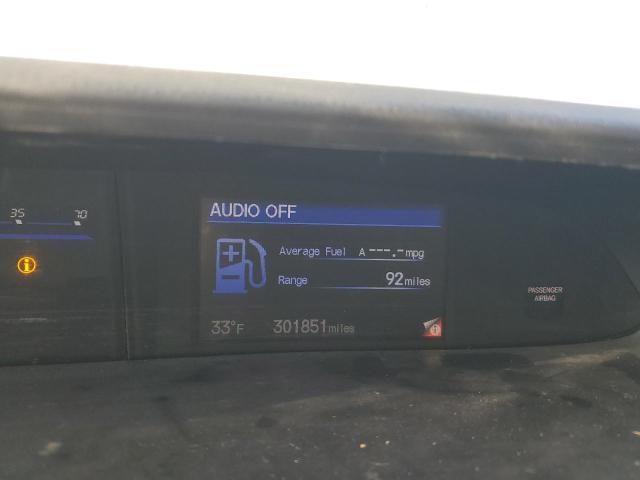 35 70
AUDIO OFF
Average Fuel A ---.- mpg
Range 92 miles
PASSENGER
AIRBAG
33°F 301851 miles